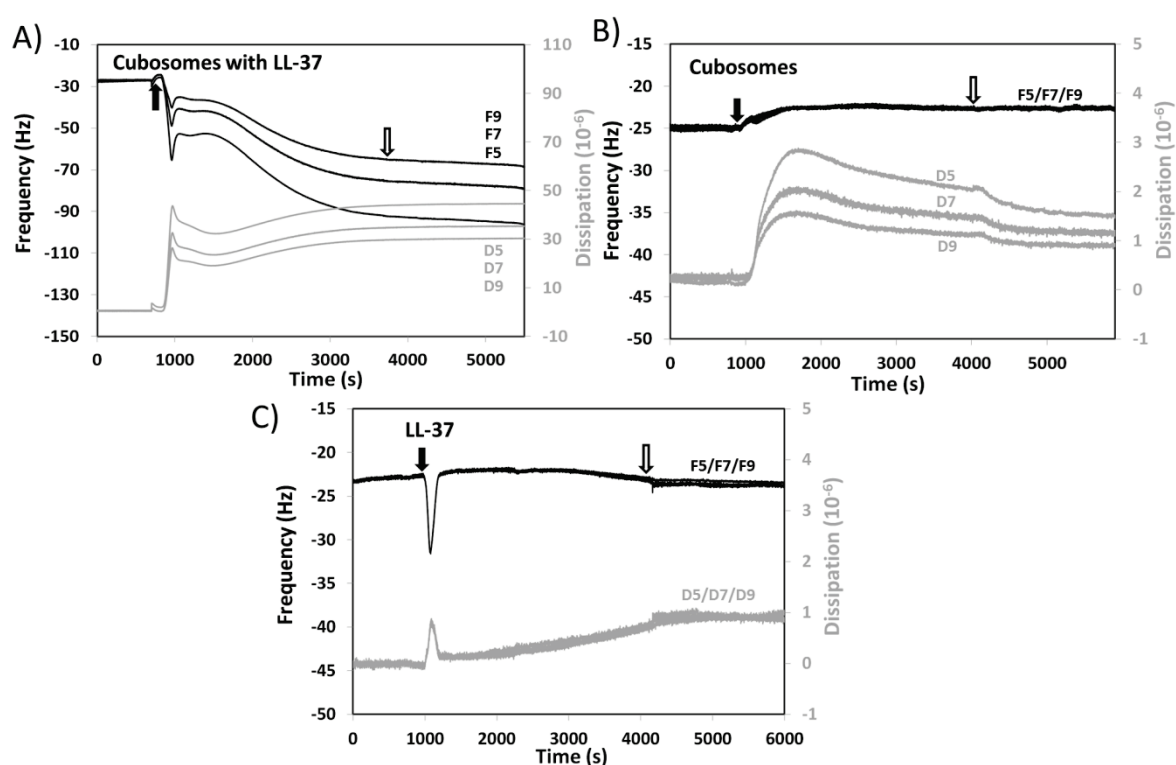 A)
Cubosomes with LL-37
F9
F7
F5
D5
D7
D9
-10
-30
-50
-70
-90
-110
-130
-150
Frequency (Hz)
110
90
70
50
30
10
-10
Dissipation (10⁻⁶)
0 1000 2000 3000 4000 5000
Time (s)
B)
Cubosomes
F5/F7/F9
D5
D7
D9
-15
-20
-25
-30
-35
-40
-45
-50
Frequency (Hz)
5
4
3
2
1
0
-1
Dissipation (10⁻⁶)
0 1000 2000 3000 4000 5000
Time (s)
C)
LL-37
F5/F7/F9
D5/D7/D9
-15
-20
-25
-30
-35
-40
-45
-50
Frequency (Hz)
5
4
3
2
1
0
-1
Dissipation (10⁻⁶)
0 1000 2000 3000 4000 5000 6000
Time (s)